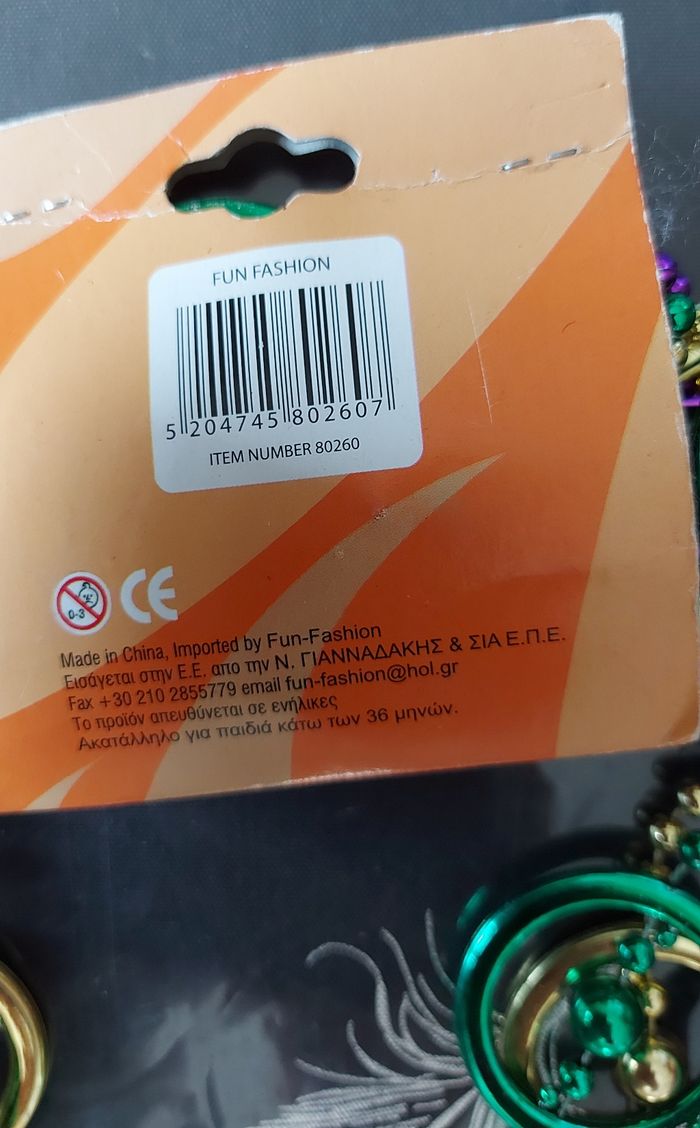 FUN FASHION
5 204745 802607
ITEM NUMBER 80260
0-3
CE
Made in China, Imported by Fun-Fashion
Εισάγεται στην Ε.Ε. απο την Ν. ΓΙΑΝΝΑΔΑΚΗΣ & ΣΙΑ Ε.Π.Ε.
Fax +30 210 2855779 email fun-fashion@hol.gr
Το προϊόν απευθύνεται σε ενήλικες
Ακατάλληλο για παιδιά κάτω των 36 μηνών.